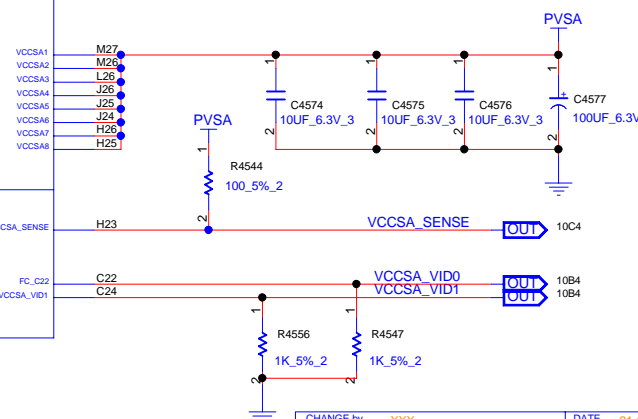 PVSA
VCCSA1 M27
VCCSA2 M26
VCCSA3 L26
VCCSA4 J26
VCCSA5 J25
VCCSA6 J24
VCCSA7 H26
VCCSA8 H25
1 1 1 1
C4574 C4575 C4576 C4577
10UF_6.3V_3 10UF_6.3V_3 10UF_6.3V_3 100UF_6.3V
2 2 2 2
PVSA
1
R4544
100_5%_2
2
CSA_SENSE H23 VCCSA_SENSE OUT 10C4
FC_C22 C22 VCCSA_VID0 OUT 10B4
VCCSA_VID1 C24 VCCSA_VID1 OUT 10B4
1 1
R4556 R4547
1K_5%_2 1K_5%_2
2 2
CHANGE by XXX DATE